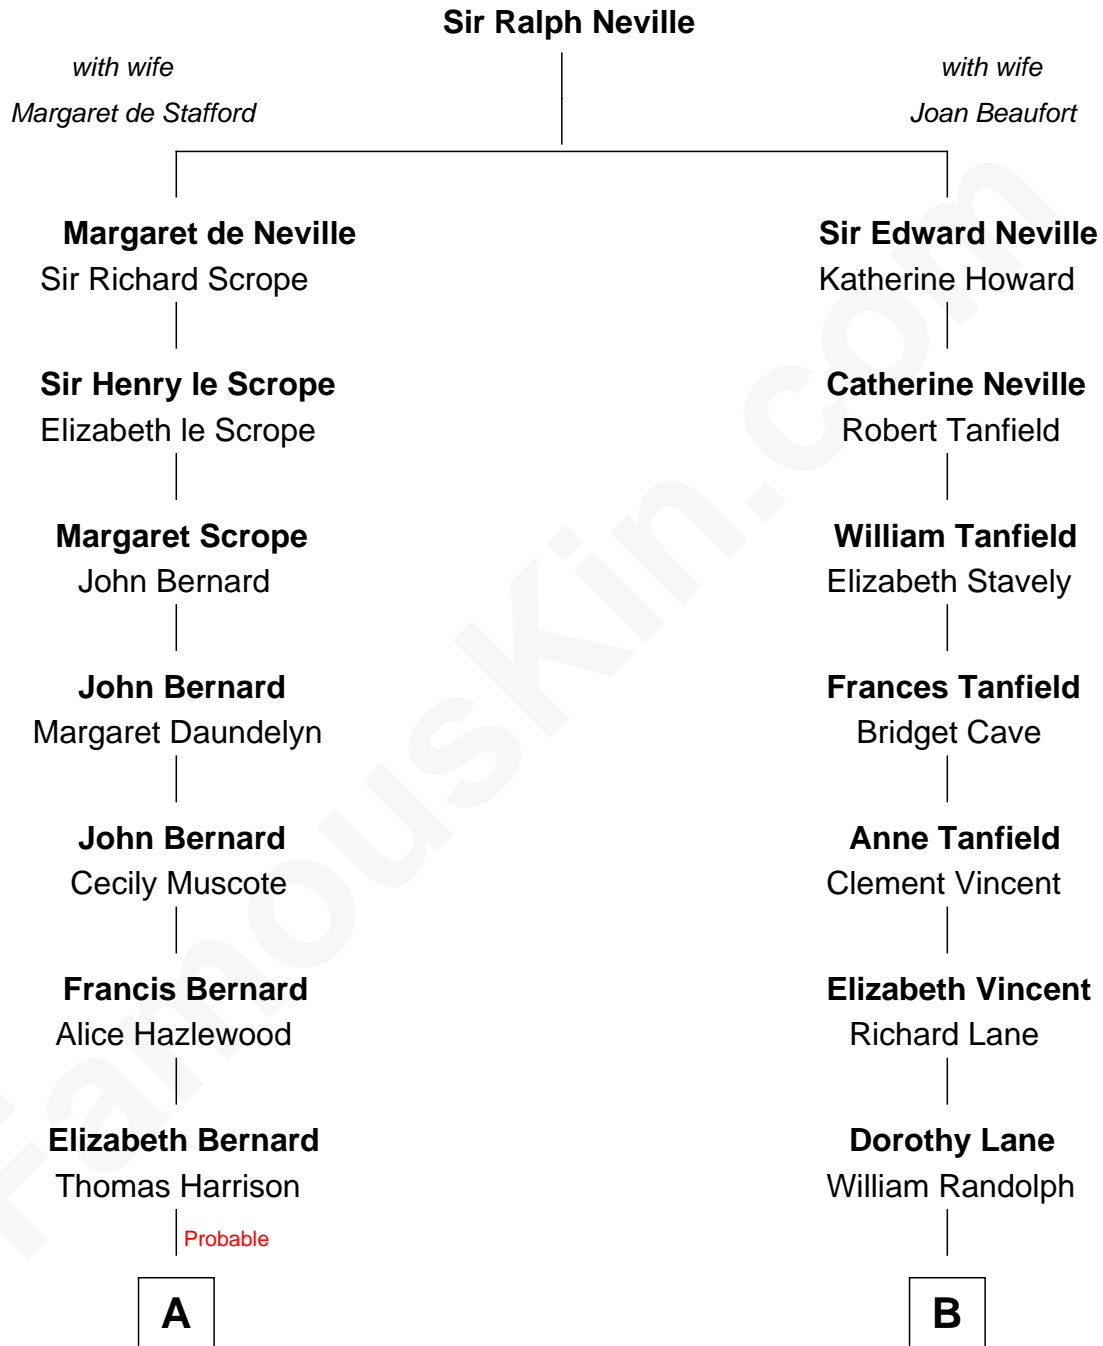 Sir Ralph Neville
with wife
Margaret de Stafford
with wife
Joan Beaufort
Margaret de Neville
Sir Richard Scrope
Sir Edward Neville
Katherine Howard
Sir Henry le Scrope
Elizabeth le Scrope
Catherine Neville
Robert Tanfield
Margaret Scrope
John Bernard
William Tanfield
Elizabeth Stavely
John Bernard
Margaret Daundelyn
Frances Tanfield
Bridget Cave
John Bernard
Cecily Muscote
Anne Tanfield
Clement Vincent
Francis Bernard
Alice Hazlewood
Elizabeth Vincent
Richard Lane
Elizabeth Bernard
Thomas Harrison
Dorothy Lane
William Randolph
Probable
A
B
FamousKin.com